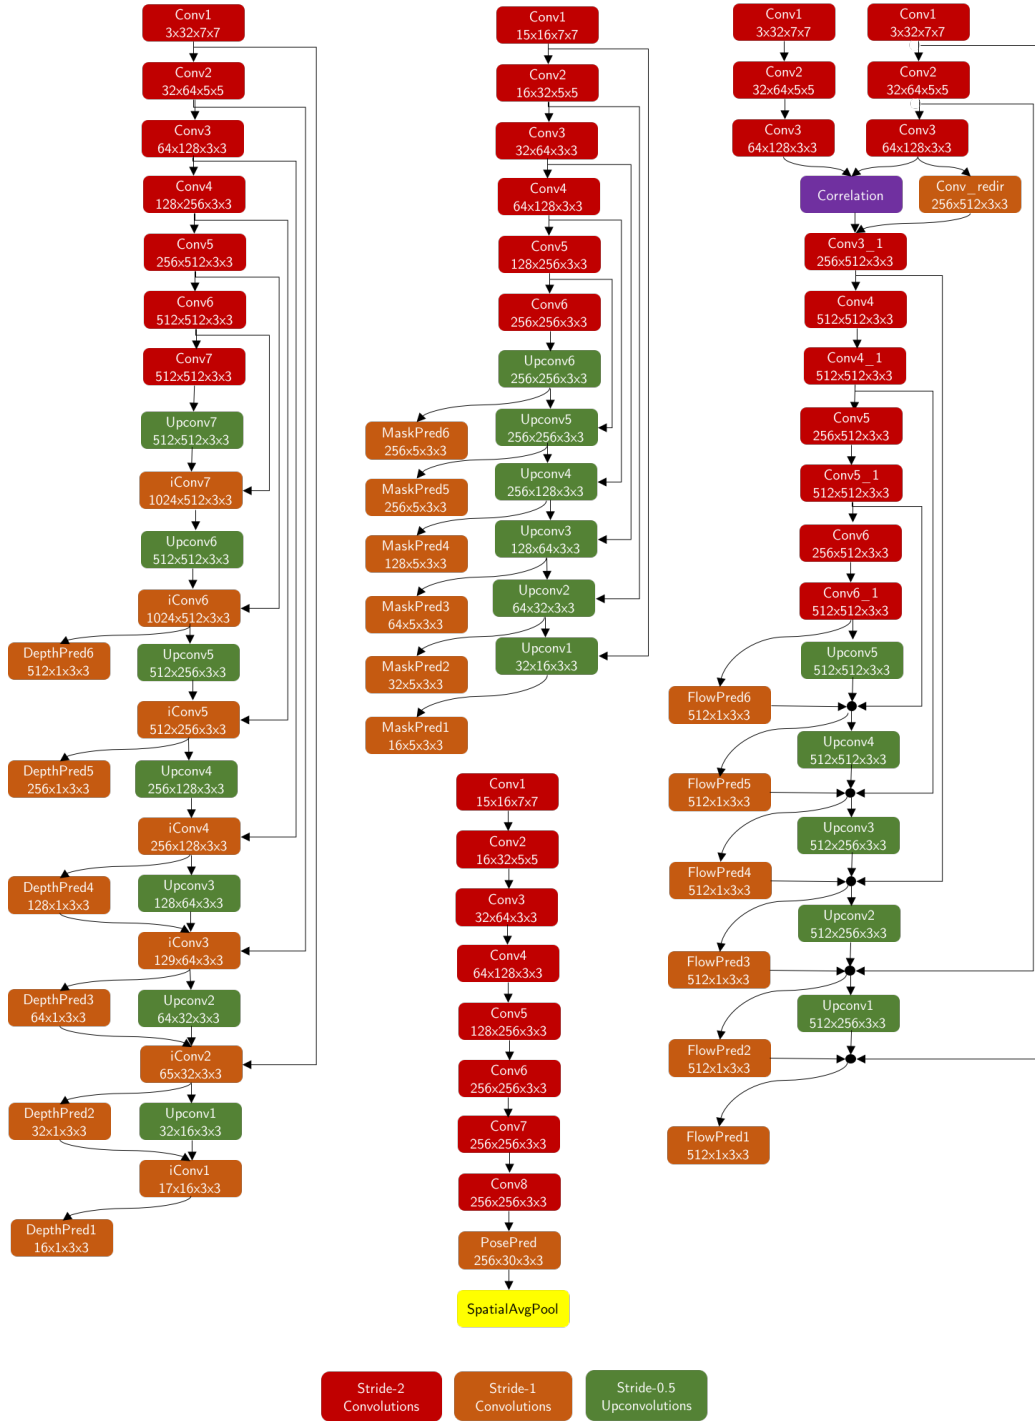 Conv1
3x32x7x7
Conv2
32x64x5x5
Conv3
64x128x3x3
Conv4
128x256x3x3
Conv5
256x512x3x3
Conv6
512x512x3x3
Conv7
512x512x3x3
Upconv7
512x512x3x3
iConv7
1024x512x3x3
Upconv6
512x512x3x3
iConv6
1024x512x3x3
DepthPred6
512x1x3x3
Upconv5
512x256x3x3
iConv5
512x256x3x3
DepthPred5
256x1x3x3
Upconv4
256x128x3x3
iConv4
256x128x3x3
DepthPred4
128x1x3x3
Upconv3
128x64x3x3
iConv3
129x64x3x3
DepthPred3
64x1x3x3
Upconv2
64x32x3x3
iConv2
65x32x3x3
DepthPred2
32x1x3x3
Upconv1
32x16x3x3
iConv1
17x16x3x3
DepthPred1
16x1x3x3
Conv1
15x16x7x7
Conv2
16x32x5x5
Conv3
32x64x3x3
Conv4
64x128x3x3
Conv5
128x256x3x3
Conv6
256x256x3x3
Upconv6
256x256x3x3
MaskPred6
256x5x3x3
Upconv5
256x256x3x3
MaskPred5
256x5x3x3
Upconv4
256x128x3x3
MaskPred4
128x5x3x3
Upconv3
128x64x3x3
MaskPred3
64x5x3x3
Upconv2
64x32x3x3
MaskPred2
32x5x3x3
Upconv1
32x16x3x3
MaskPred1
16x5x3x3
Conv1
15x16x7x7
Conv2
16x32x5x5
Conv3
32x64x3x3
Conv4
64x128x3x3
Conv5
128x256x3x3
Conv6
256x256x3x3
Conv7
256x256x3x3
Conv8
256x256x3x3
PosePred
256x30x3x3
SpatialAvgPool
Conv1
3x32x7x7
Conv1
3x32x7x7
Conv2
32x64x5x5
Conv2
32x64x5x5
Conv3
64x128x3x3
Conv3
64x128x3x3
Correlation
Conv_redir
256x512x3x3
Conv3_1
256x512x3x3
Conv4
512x512x3x3
Conv4_1
512x512x3x3
Conv5
256x512x3x3
Conv5_1
512x512x3x3
Conv6
256x512x3x3
Conv6_1
512x512x3x3
Upconv5
512x512x3x3
FlowPred6
512x1x3x3
Upconv4
512x512x3x3
FlowPred5
512x1x3x3
Upconv3
512x256x3x3
FlowPred4
512x1x3x3
Upconv2
512x256x3x3
FlowPred3
512x1x3x3
Upconv1
512x256x3x3
FlowPred2
512x1x3x3
FlowPred1
512x1x3x3
Stride-2
Convolutions
Stride-1
Convolutions
Stride-0.5
Upconvolutions